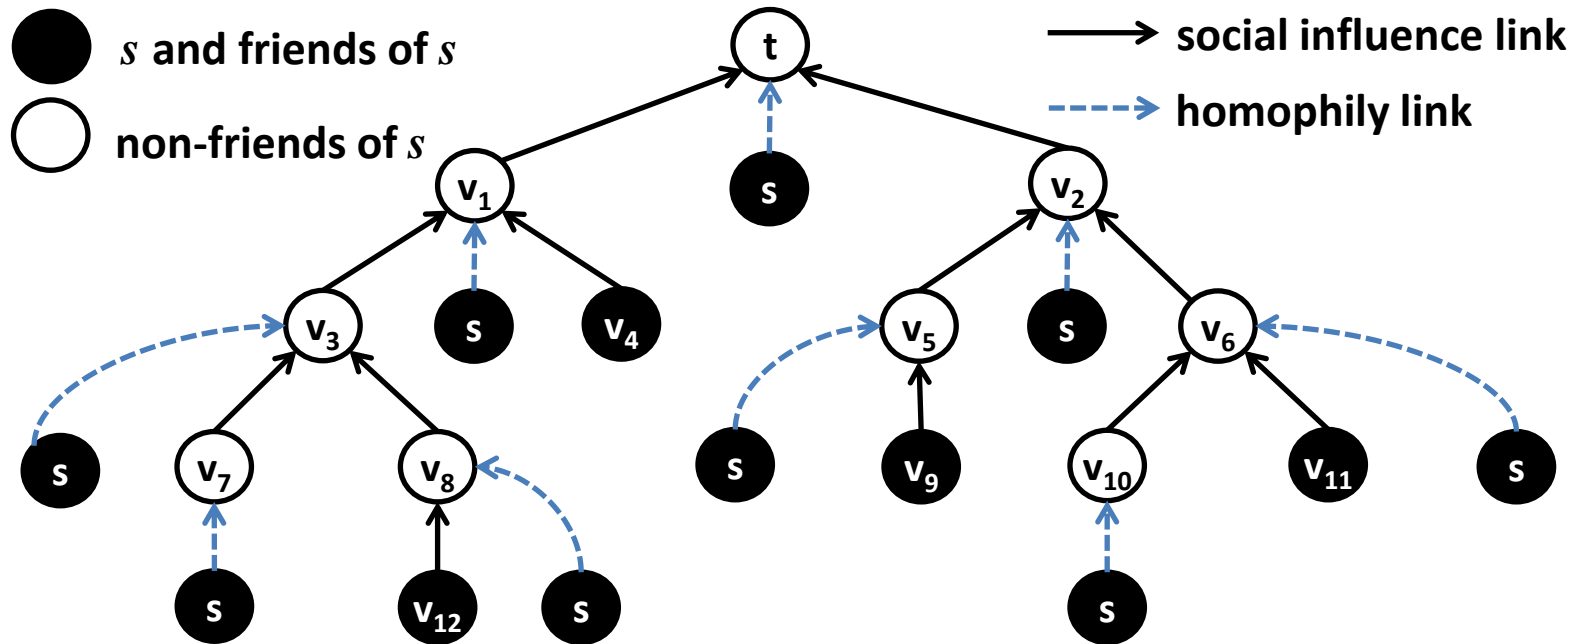 s and friends of s
t
social influence link
non-friends of s
homophily link
v1
s
v2
v3
s
v4
v5
s
v6
s
v7
v8
s
v9
v10
v11
s
s
v12
s
s